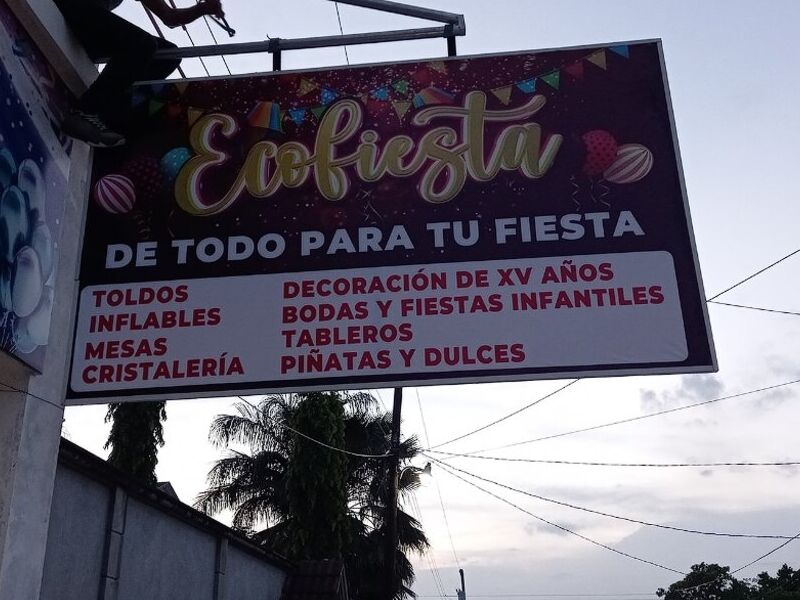 Ecofiesta
DE TODO PARA TU FIESTA
TOLDOS
INFLABLES
MESAS
CRISTALERÍA
DECORACIÓN DE XV AÑOS
BODAS Y FIESTAS INFANTILES
TABLEROS
PIÑATAS Y DULCES